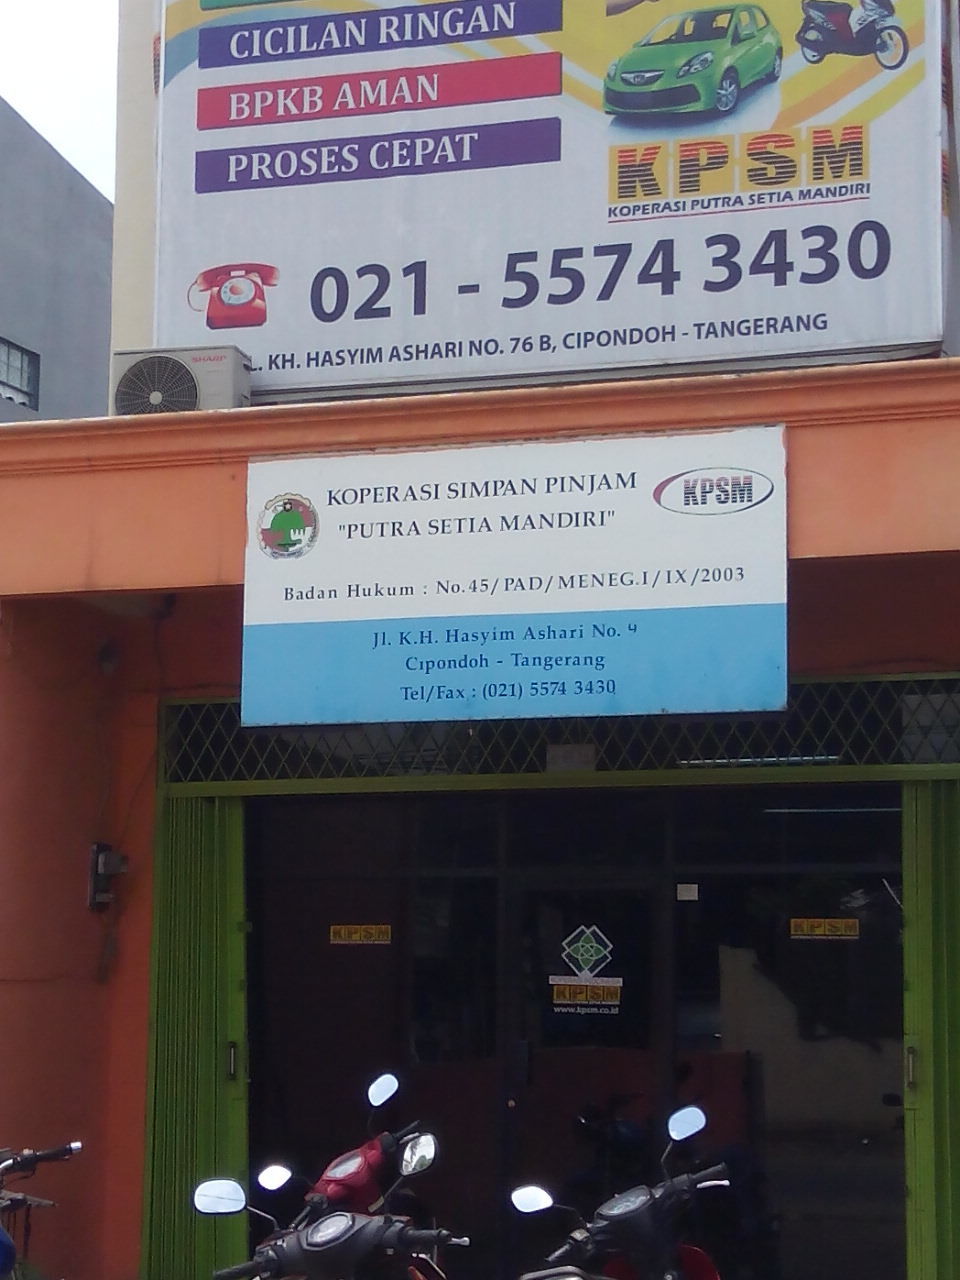 CICILAN RINGAN
BPKB AMAN
PROSES CEPAT
KPSM
KOPERASI PUTRA SETIA MANDIRI
021 - 5574 3430
KH. HASYIM ASHARI NO. 76 B, CIPONDOH - TANGERANG
SHARP
KOPERASI SIMPAN PINJAM
"PUTRA SETIA MANDIRI"
KPSM
Badan Hukum : No.45/PAD/MENEG.I/IX/2003
Jl. K.H. Hasyim Ashari No. 4
Cipondoh - Tangerang
Tel/Fax : (021) 5574 3430
KPSM
KPSM
KOPERASI INDONESIA
KPSM
www.kpsm.co.id